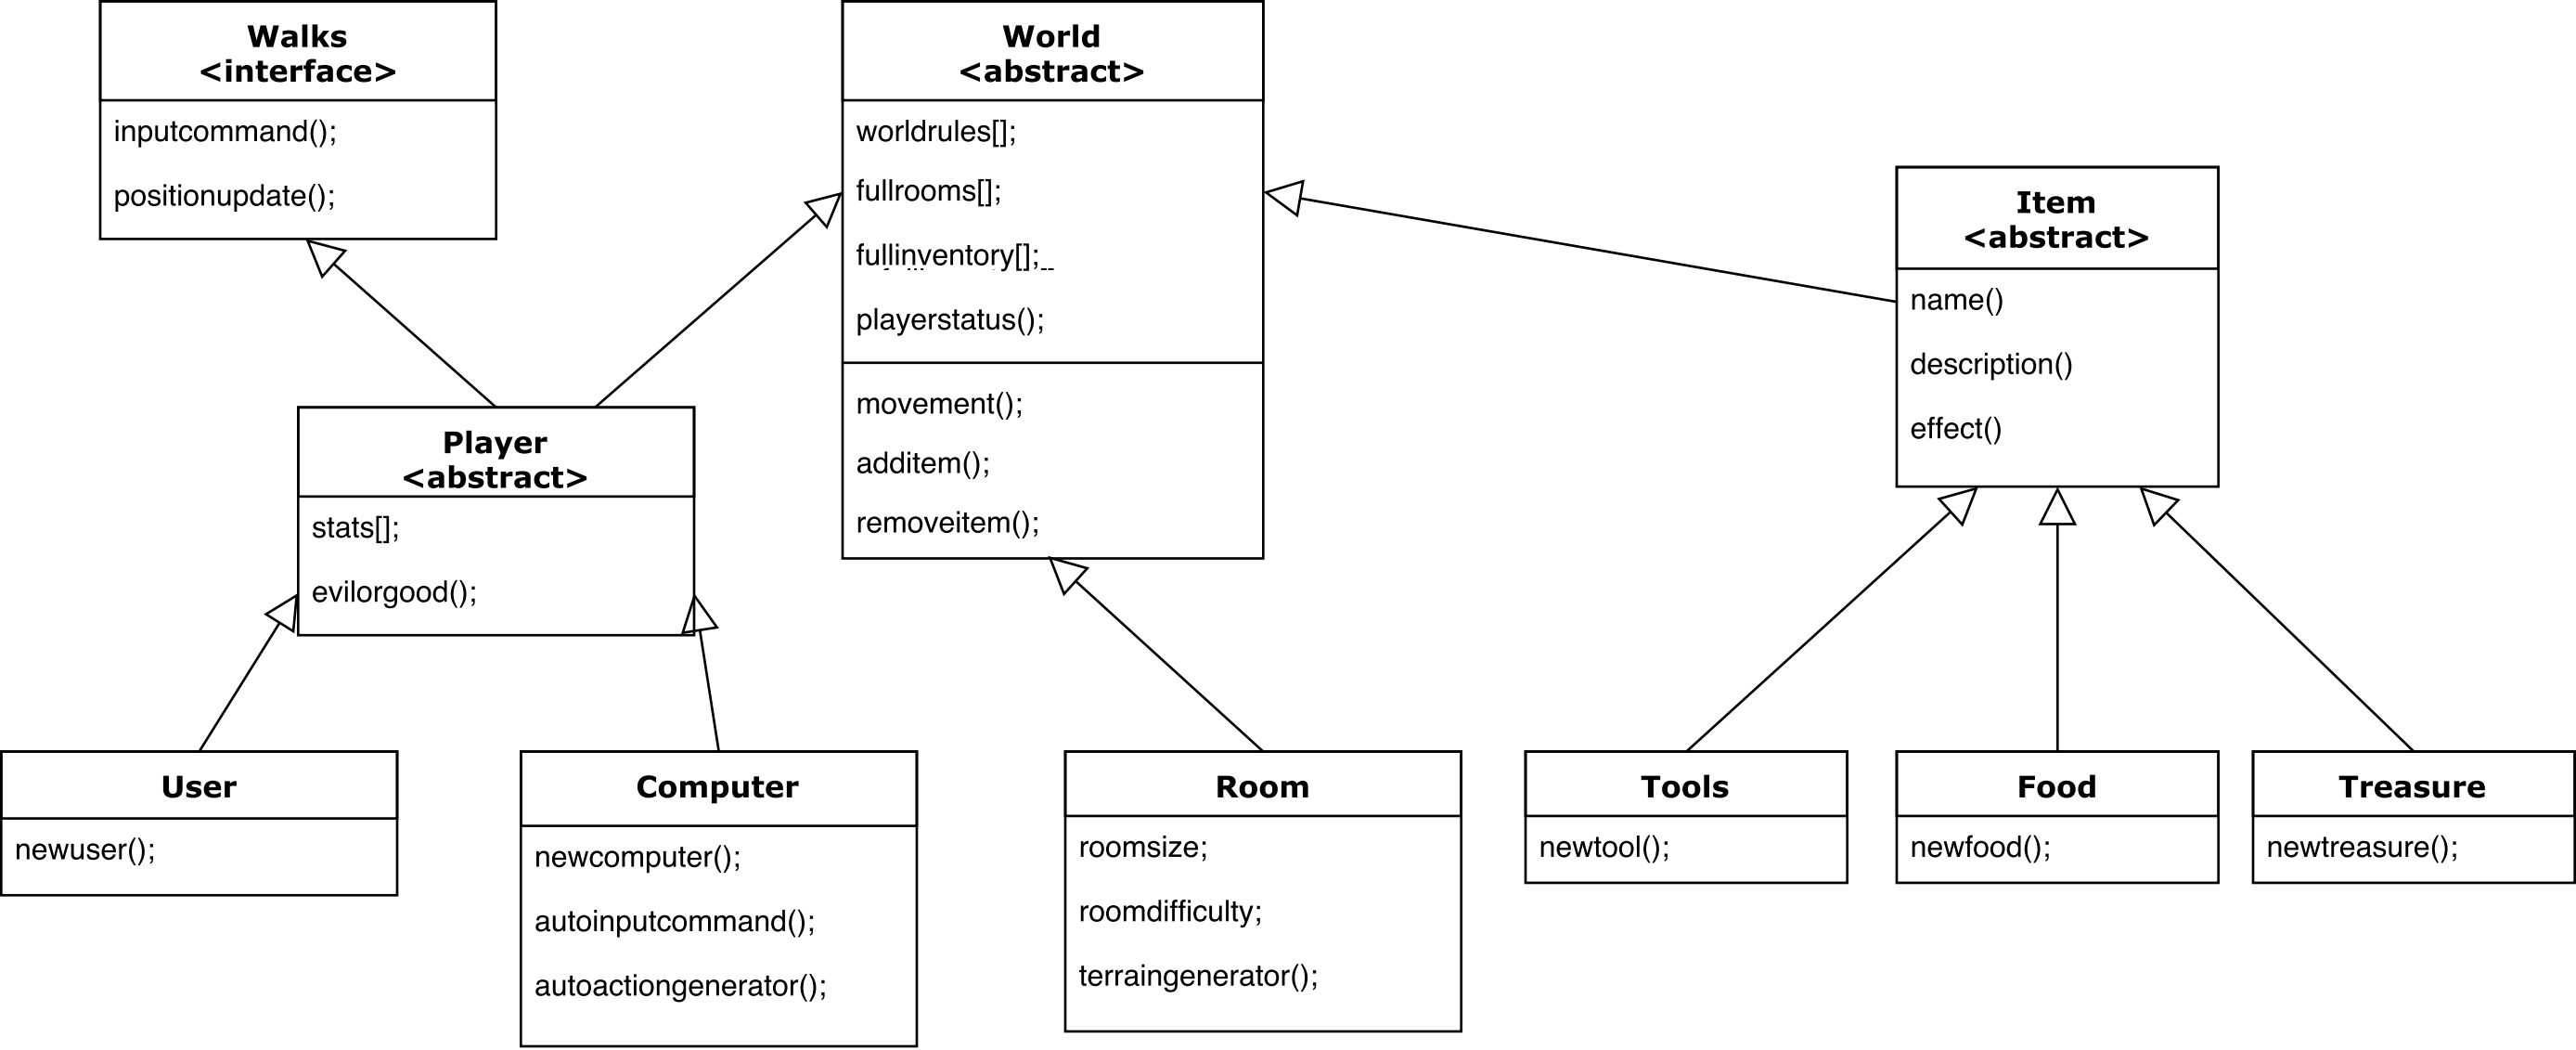 Walks
<interface>
inputcommand();
positionupdate();
World
<abstract>
worldrules[];
fullrooms[];
fullinventory[];
playerstatus();
movement();
additem();
removeitem();
Item
<abstract>
name()
description()
effect()
Player
<abstract>
stats[];
evilorgood();
User
newuser();
Computer
newcomputer();
autoinputcommand();
autoactiongenerator();
Room
roomsize;
roomdifficulty;
terraingenerator();
Tools
newtool();
Food
newfood();
Treasure
newtreasure();